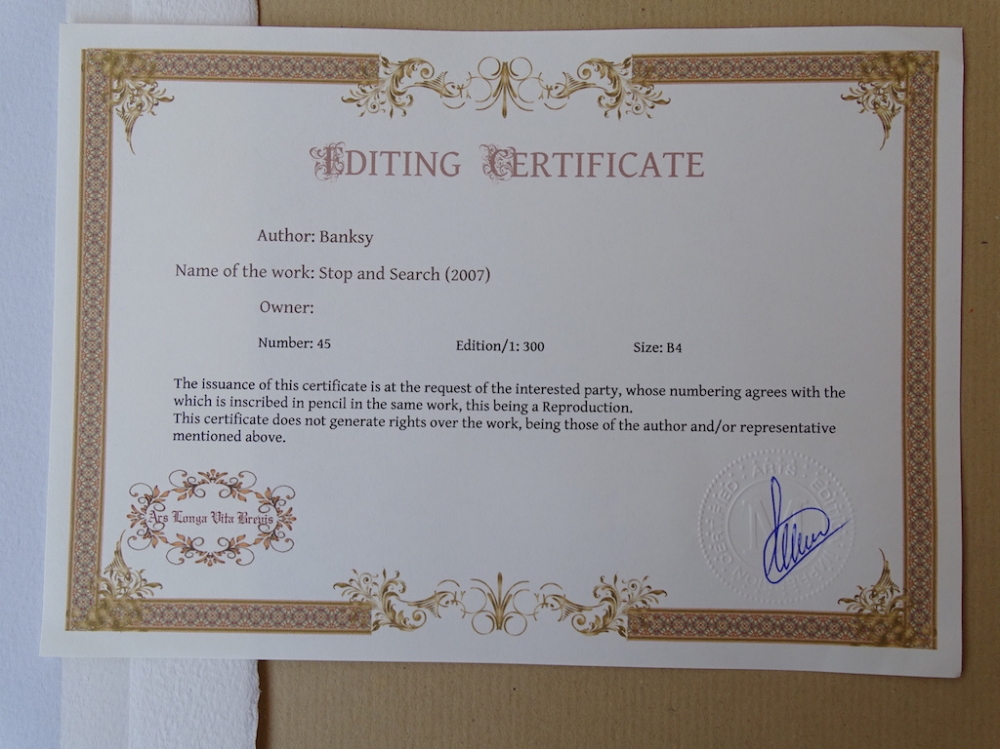 Editing Certificate
Author: Banksy
Name of the work: Stop and Search (2007)
Owner:
Number: 45 Edition/1: 300 Size: B4
The issuance of this certificate is at the request of the interested party, whose numbering agrees with the
which is inscribed in pencil in the same work, this being a Reproduction.
This certificate does not generate rights over the work, being those of the author and/or representative
mentioned above.
Ars Longa Vita Brevis
CERTIFIED ARTS